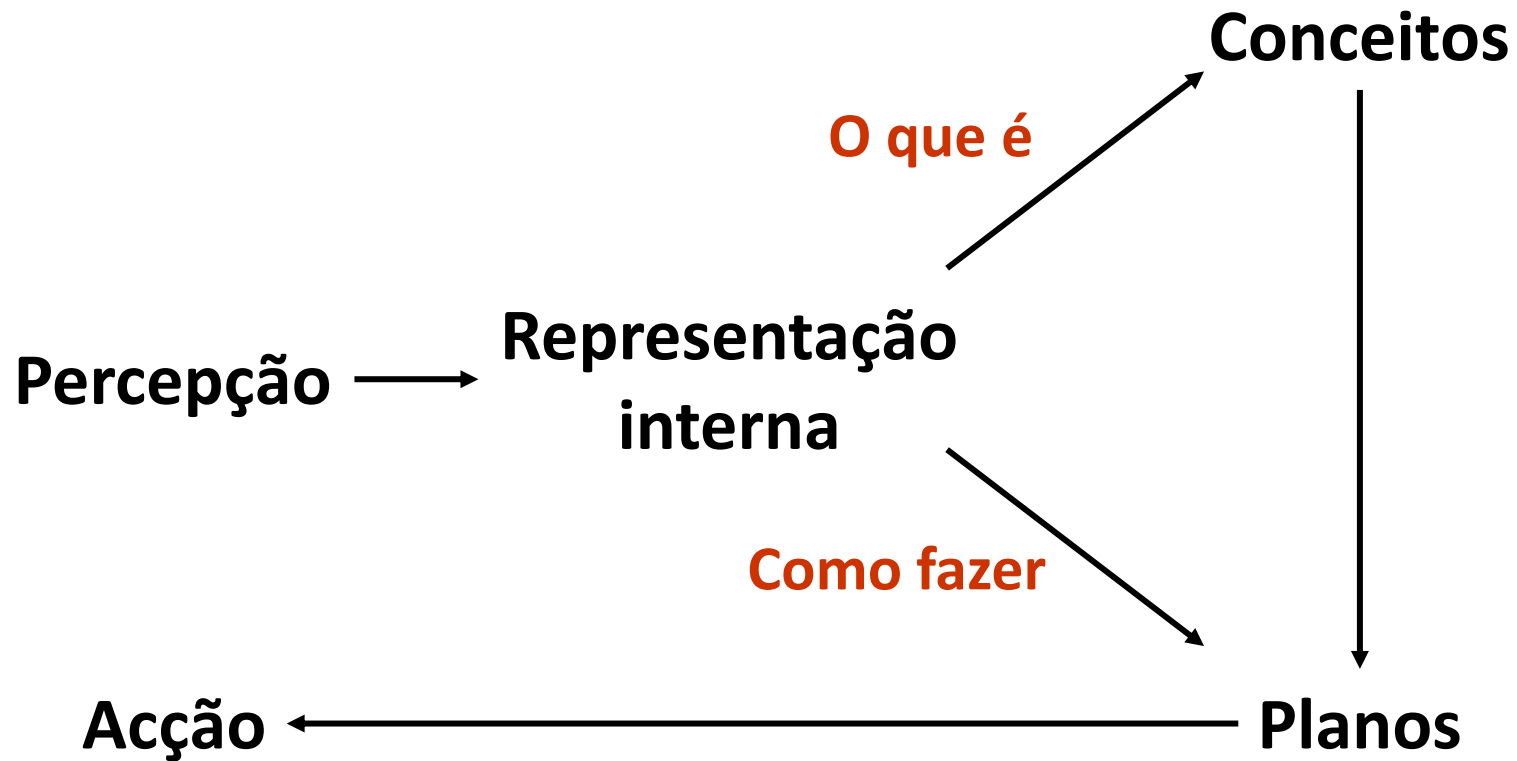 Conceitos
O que é
Representação
interna
Percepção
Como fazer
Acção
Planos